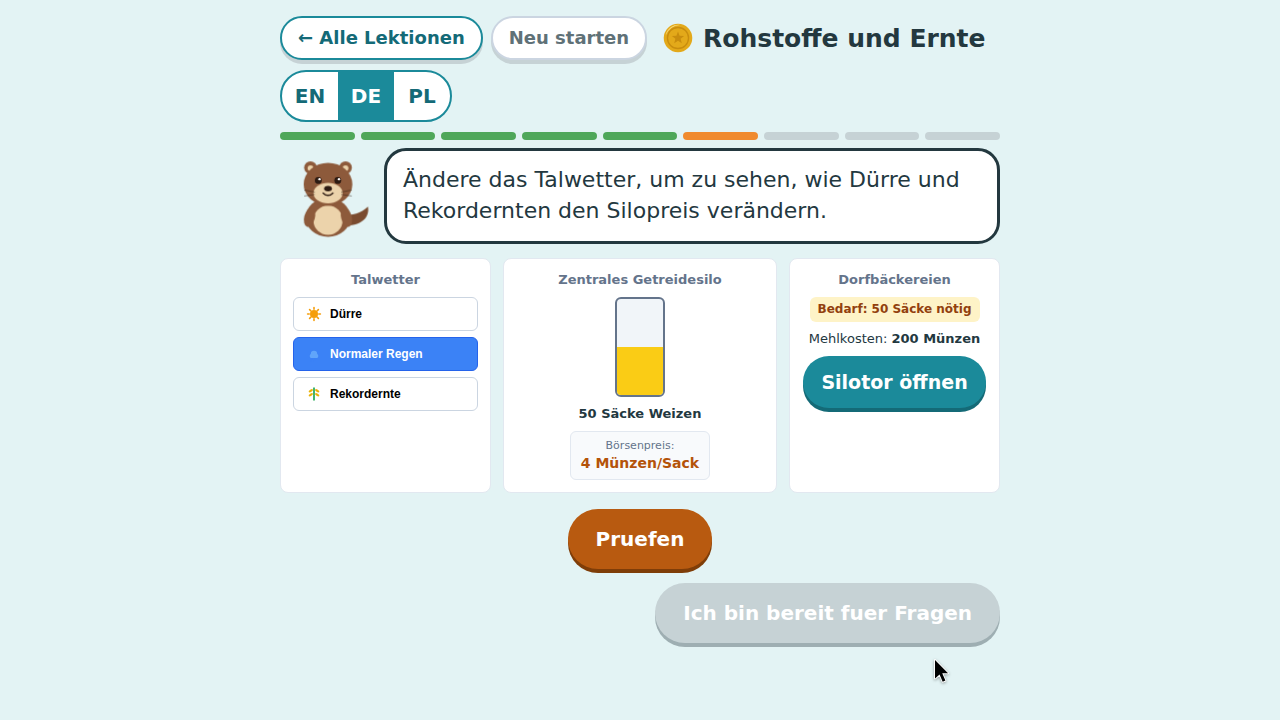 ← Alle Lektionen
Neu starten
Rohstoffe und Ernte
EN DE PL
Ändere das Talwetter, um zu sehen, wie Dürre und
Rekordernten den Silopreis verändern.
Talwetter
Dürre
Normaler Regen
Rekordernte
Zentrales Getreidesilo
50 Säcke Weizen
Börsenpreis:
4 Münzen/Sack
Dorfbäckereien
Bedarf: 50 Säcke nötig
Mehlkosten: 200 Münzen
Silotor öffnen
Pruefen
Ich bin bereit fuer Fragen